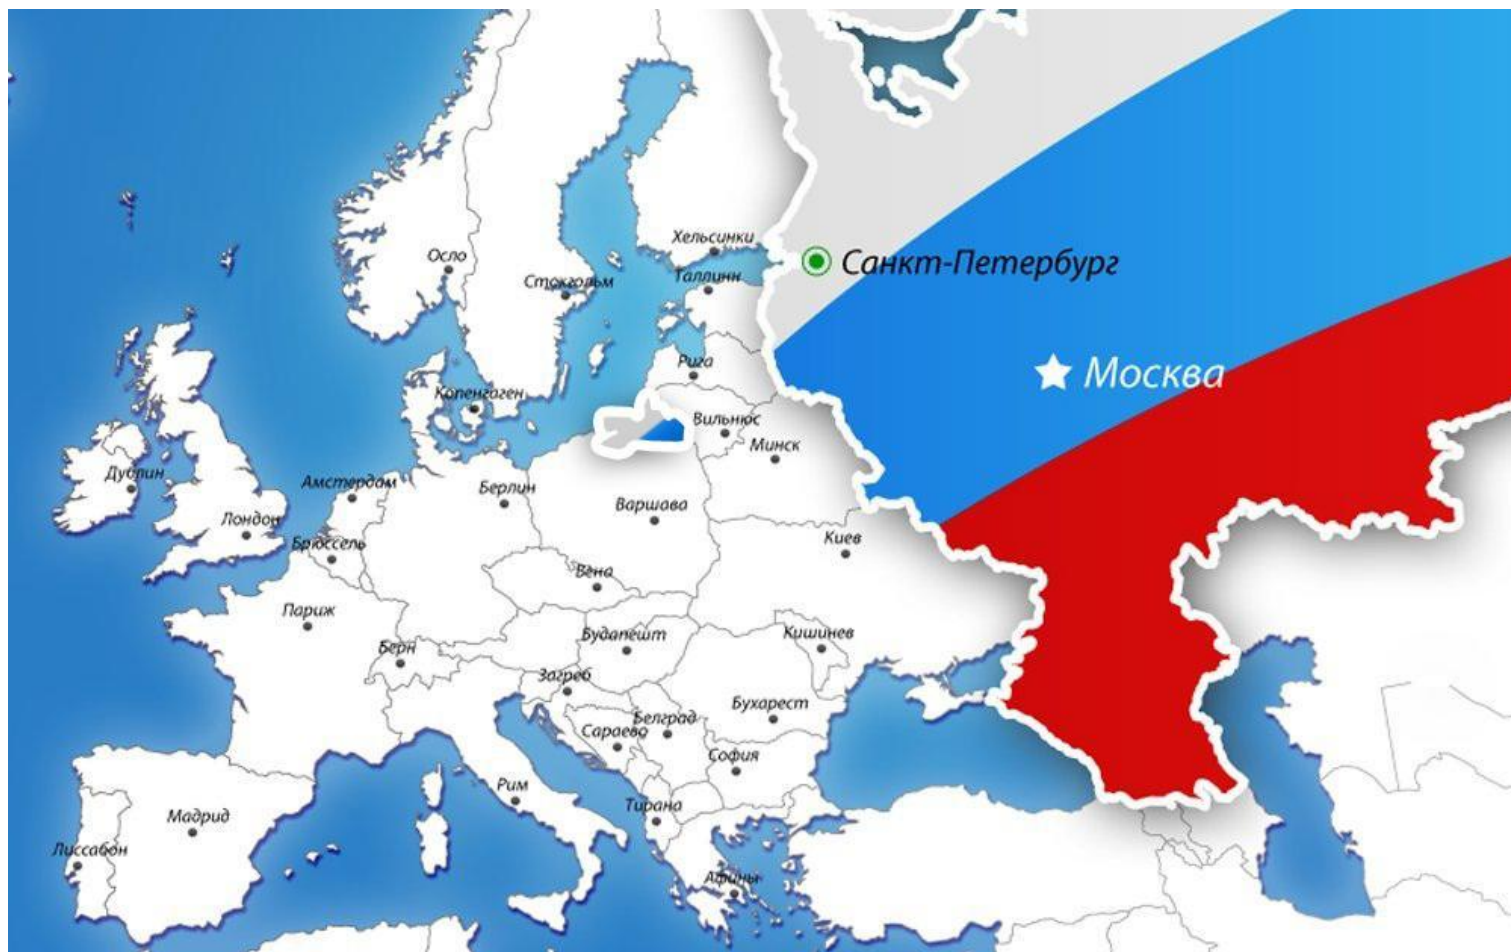 Хельсинки
Осло
Санкт-Петербург
Таллинн
Стокгольм
Рига
Москва
Копенгаген
Вильнюс
Минск
Дублин
Амстердам
Берлин
Варшава
Лондон
Киев
Брюссель
Вена
Париж
Кишинев
Будапешт
Берн
Загреб
Бухарест
Белград
Сараево
София
Рим
Тирана
Мадрид
Лиссабон
Афины